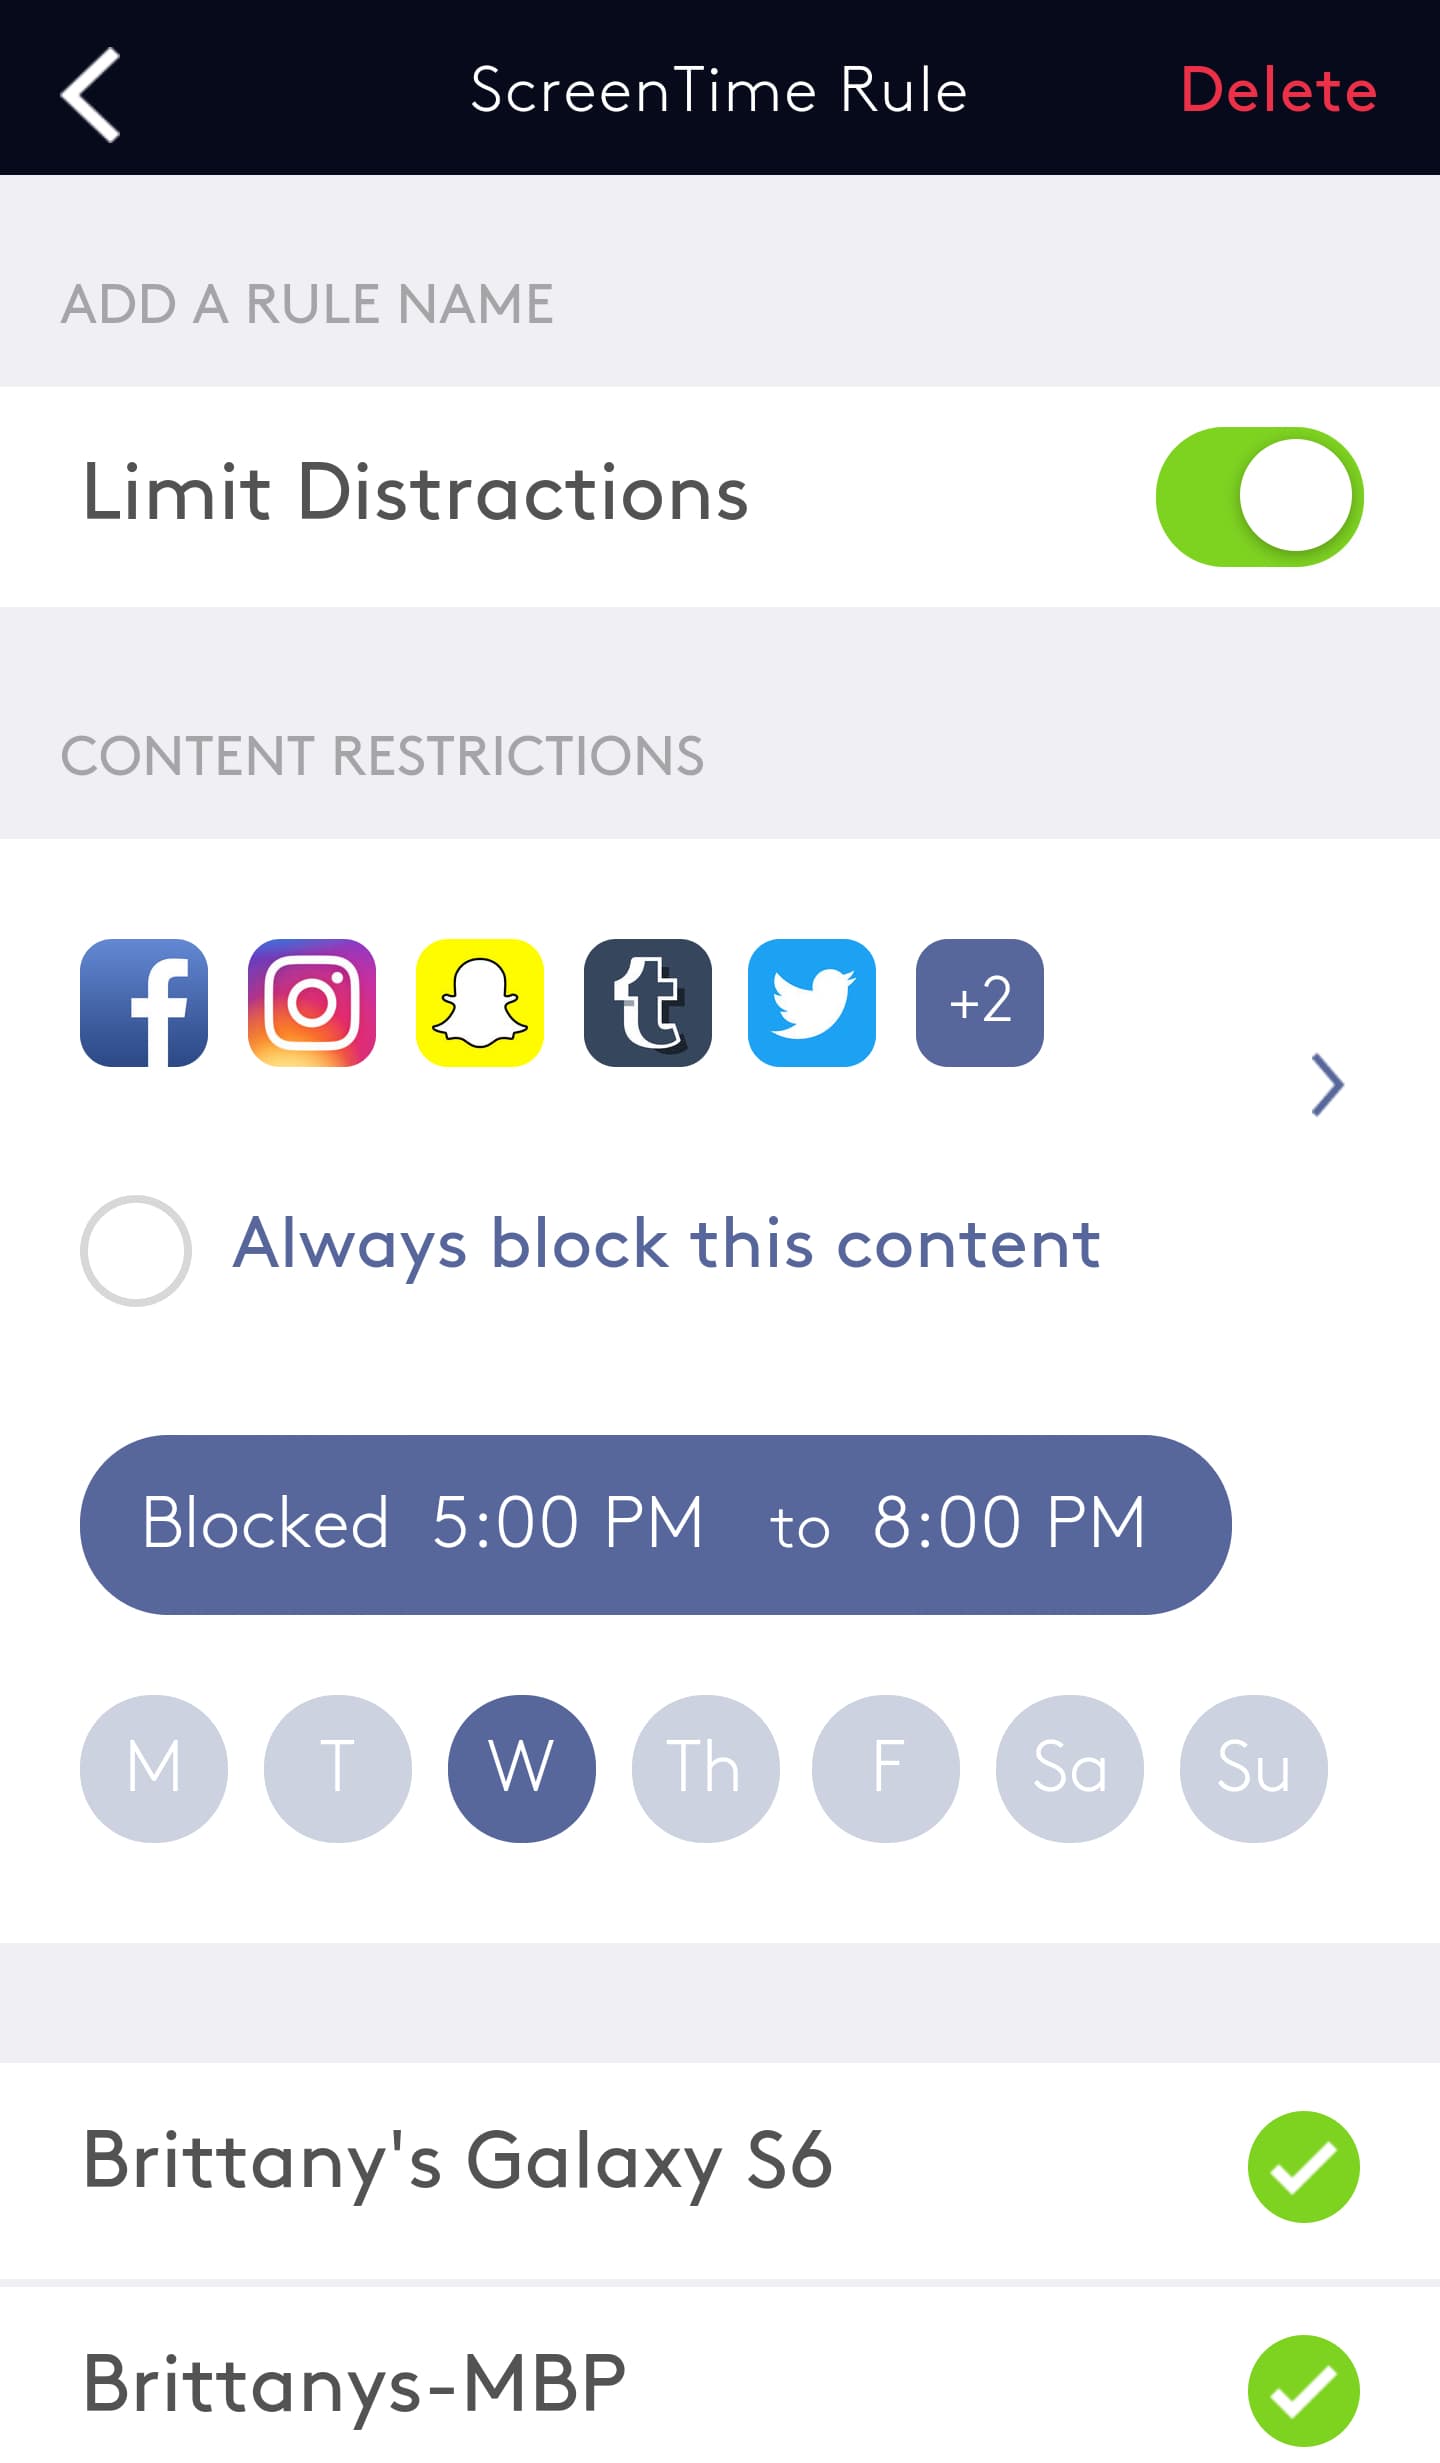 ScreenTime Rule Delete
ADD A RULE NAME
Limit Distractions
CONTENT RESTRICTIONS
+2
Always block this content
Blocked 5:00 PM to 8:00 PM
M T W Th F Sa Su
Brittany's Galaxy S6
Brittanys-MBP